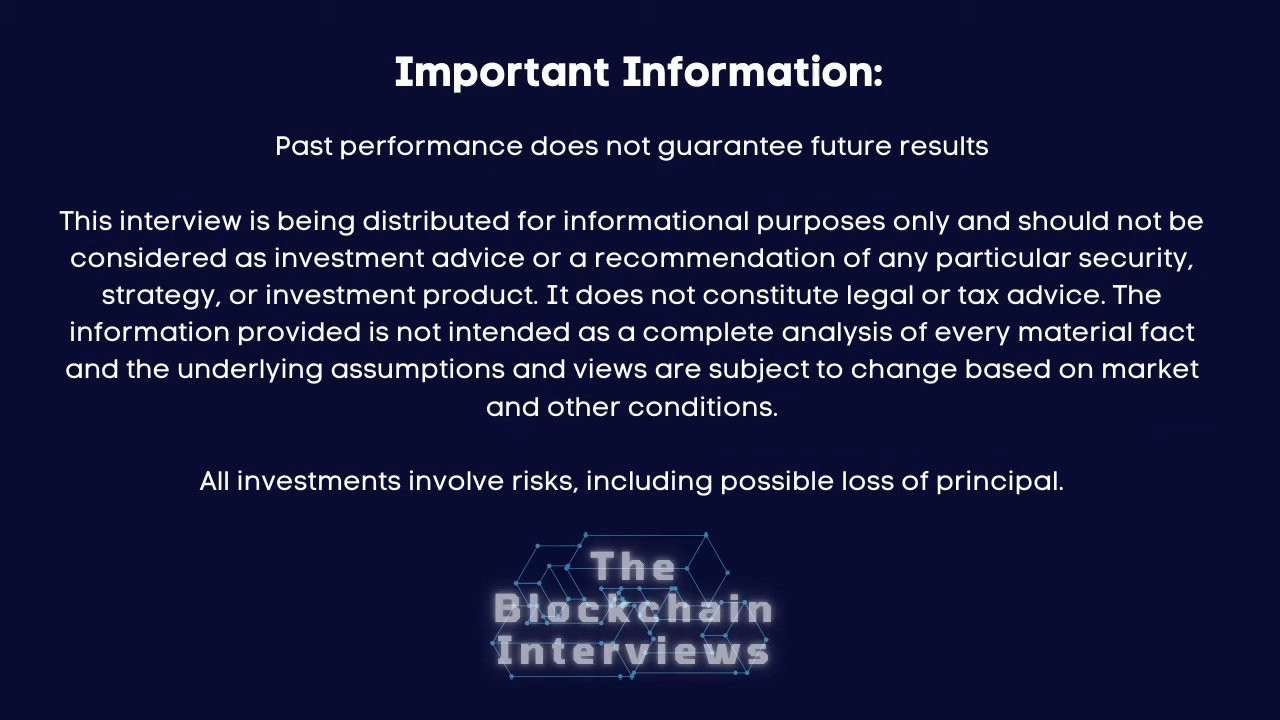 Important Information:
Past performance does not guarantee future results
This interview is being distributed for informational purposes only and should not be
considered as investment advice or a recommendation of any particular security,
strategy, or investment product. It does not constitute legal or tax advice. The
information provided is not intended as a complete analysis of every material fact
and the underlying assumptions and views are subject to change based on market
and other conditions.
All investments involve risks, including possible loss of principal.
The
Blockchain
Interviews